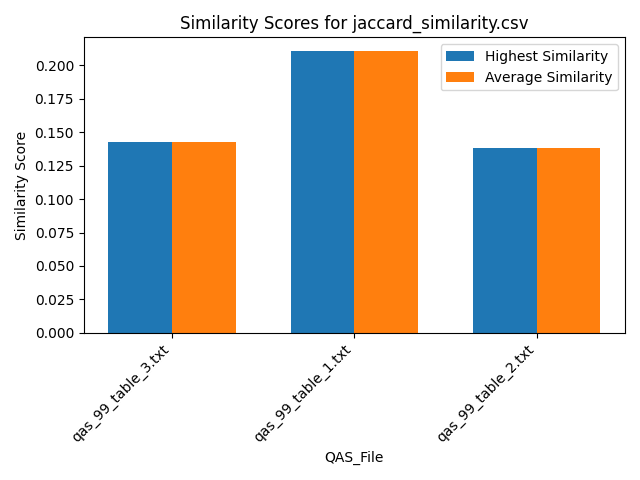 Similarity Scores for jaccard_similarity.csv
Highest Similarity
Average Similarity
Similarity Score
0.200
0.175
0.150
0.125
0.100
0.075
0.050
0.025
0.000
qas_99_table_3.txt
qas_99_table_1.txt
qas_99_table_2.txt
QAS_File